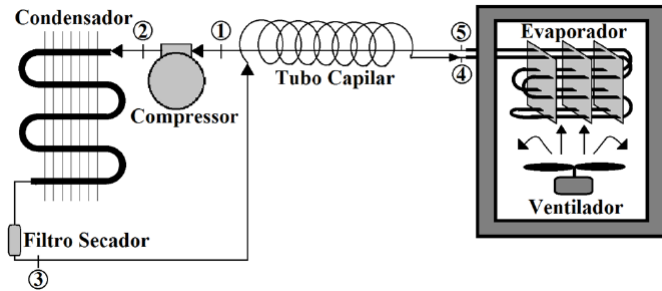 Condensador
②
①
⑤
Evaporador
Tubo Capilar
④
Compressor
Ventilador
Filtro Secador
③